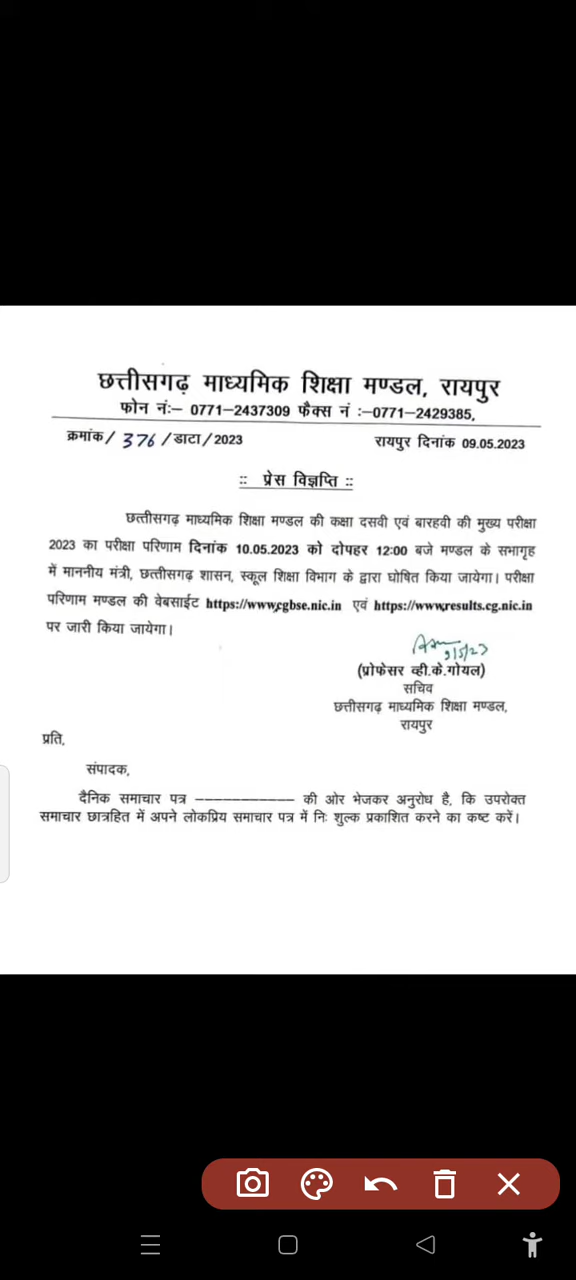 छत्तीसगढ़ माध्यमिक शिक्षा मण्डल, रायपुर
फोन नंः– 0771–2437309 फैक्स नं :–0771–2429385,
क्रमांक/ 376 /डाटा/2023 रायपुर दिनांक 09.05.2023
:: प्रेस विज्ञप्ति ::
छत्तीसगढ़ माध्यमिक शिक्षा मण्डल की कक्षा दसवी एवं बारहवी की मुख्य परीक्षा
2023 का परीक्षा परिणाम दिनांक 10.05.2023 को दोपहर 12:00 बजे मण्डल के सभागृह
में माननीय मंत्री, छत्तीसगढ़ शासन, स्कूल शिक्षा विभाग के द्वारा घोषित किया जायेगा। परीक्षा
परिणाम मण्डल की वेबसाईट https://www.cgbse.nic.in एवं https://www.results.cg.nic.in
पर जारी किया जायेगा।
9/5/23
(प्रोफेसर व्ही.के.गोयल)
सचिव
छत्तीसगढ़ माध्यमिक शिक्षा मण्डल,
रायपुर
प्रति,
संपादक,
दैनिक समाचार पत्र —————————— की ओर भेजकर अनुरोध है, कि उपरोक्त
समाचार छात्रहित में अपने लोकप्रिय समाचार पत्र में निः शुल्क प्रकाशित करने का कष्ट करें।